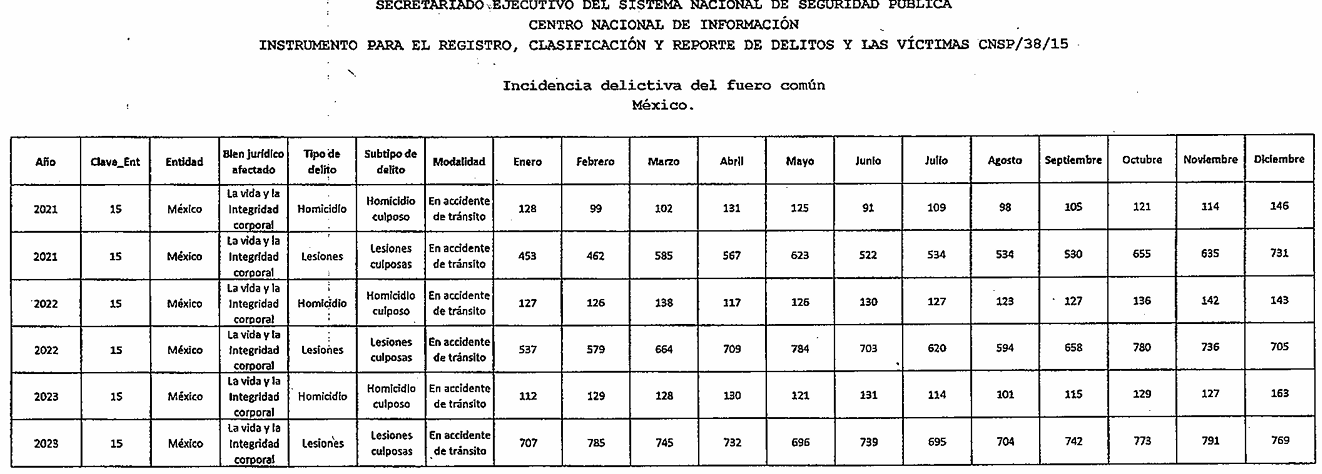 SECRETARIADO EJECUTIVO DEL SISTEMA NACIONAL DE SEGURIDAD PÚBLICA
CENTRO NACIONAL DE INFORMACIÓN
INSTRUMENTO PARA EL REGISTRO, CLASIFICACIÓN Y REPORTE DE DELITOS Y LAS VÍCTIMAS CNSP/38/15
Incidencia delictiva del fuero común
México.
Año Clave_Ent Entidad Bien jurídico afectado Tipo de delito Subtipo de delito Modalidad Enero Febrero Marzo Abril Mayo Junio Julio Agosto Septiembre Octubre Noviembre Diciembre
2021 15 México La vida y la Integridad corporal Homicidio Homicidio culposo En accidente de tránsito 128 99 102 131 125 91 109 98 105 121 114 146
2021 15 México La vida y la Integridad corporal Lesiones Lesiones culposas En accidente de tránsito 453 462 585 567 623 522 534 534 530 655 635 731
2022 15 México La vida y la Integridad corporal Homicidio Homicidio culposo En accidente de tránsito 127 126 138 117 126 130 127 123 127 136 142 143
2022 15 México La vida y la Integridad corporal Lesiones Lesiones culposas En accidente de tránsito 537 579 664 709 784 703 620 594 658 780 736 705
2023 15 México La vida y la Integridad corporal Homicidio Homicidio culposo En accidente de tránsito 112 129 128 130 121 131 114 101 115 129 127 163
2023 15 México La vida y la Integridad corporal Lesiones Lesiones culposas En accidente de tránsito 707 785 745 732 696 739 695 704 742 773 791 769